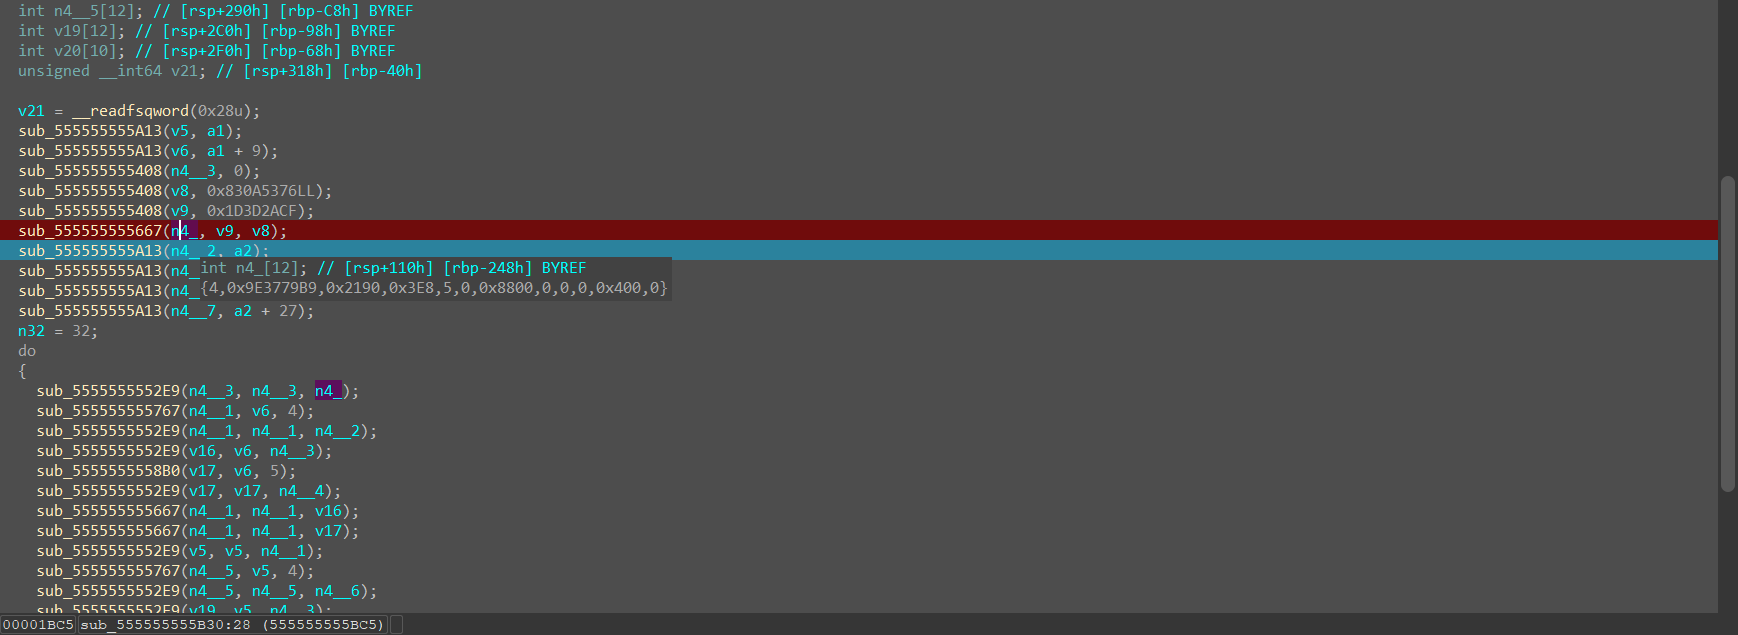 int n4__5[12]; // [rsp+290h] [rbp-C8h] BYREF
int v19[12]; // [rsp+2C0h] [rbp-98h] BYREF
int v20[10]; // [rsp+2F0h] [rbp-68h] BYREF
unsigned __int64 v21; // [rsp+318h] [rbp-40h]
v21 = __readfsqword(0x28u);
sub_555555555A13(v5, a1);
sub_555555555A13(v6, a1 + 9);
sub_555555555408(n4__3, 0);
sub_555555555408(v8, 0x830A5376LL);
sub_555555555408(v9, 0x1D3D2ACF);
sub_555555555667(n4_, v9, v8);
sub_555555555A13(n4__2, a2);
sub_555555555A13(n4_
int n4_[12]; // [rsp+110h] [rbp-248h] BYREF
sub_555555555A13(n4_
{4,0x9E3779B9,0x2190,0x3E8,5,0,0x8800,0,0,0,0x400,0}
sub_555555555A13(n4__7, a2 + 27);
n32 = 32;
do
{
sub_5555555552E9(n4__3, n4__3, n4_);
sub_555555555767(n4__1, v6, 4);
sub_5555555552E9(n4__1, n4__1, n4__2);
sub_5555555552E9(v16, v6, n4__3);
sub_5555555558B0(v17, v6, 5);
sub_5555555552E9(v17, v17, n4__4);
sub_555555555667(n4__1, n4__1, v16);
sub_555555555667(n4__1, n4__1, v17);
sub_5555555552E9(v5, v5, n4__1);
sub_555555555767(n4__5, v5, 4);
sub_5555555552E9(n4__5, n4__5, n4__6);
sub_5555555552E9(v19, v5, n4__3);
00001BC5 sub_555555555B30:28 (555555555BC5)